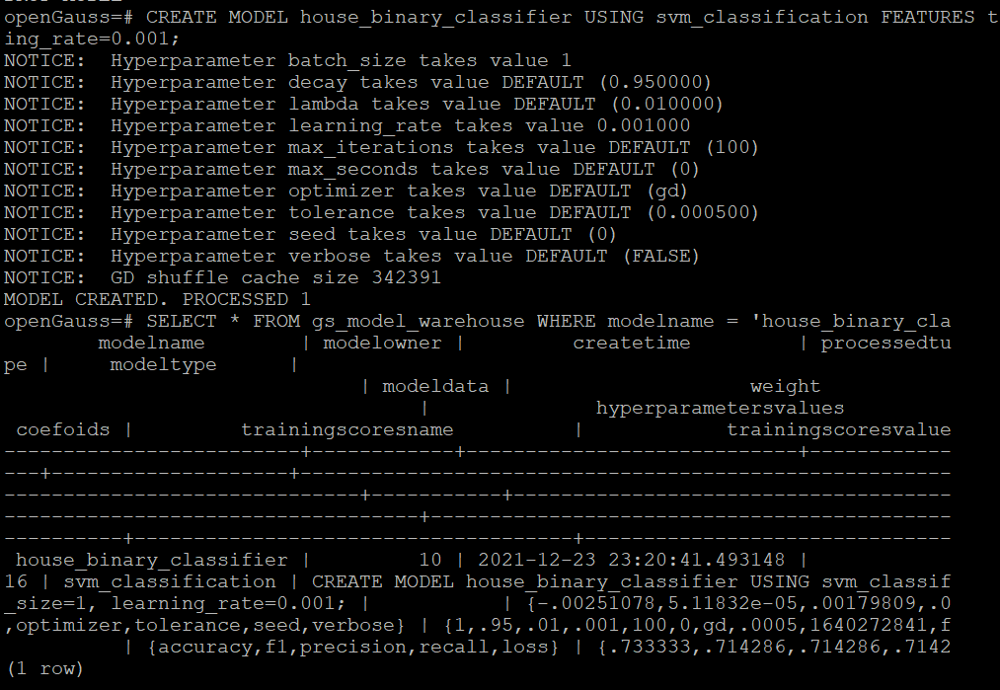 openGauss=# CREATE MODEL house_binary_classifier USING svm_classification FEATURES t
ing_rate=0.001;
NOTICE:  Hyperparameter batch_size takes value 1
NOTICE:  Hyperparameter decay takes value DEFAULT (0.950000)
NOTICE:  Hyperparameter lambda takes value DEFAULT (0.010000)
NOTICE:  Hyperparameter learning_rate takes value 0.001000
NOTICE:  Hyperparameter max_iterations takes value DEFAULT (100)
NOTICE:  Hyperparameter max_seconds takes value DEFAULT (0)
NOTICE:  Hyperparameter optimizer takes value DEFAULT (gd)
NOTICE:  Hyperparameter tolerance takes value DEFAULT (0.000500)
NOTICE:  Hyperparameter seed takes value DEFAULT (0)
NOTICE:  Hyperparameter verbose takes value DEFAULT (FALSE)
NOTICE:  GD shuffle cache size 342391
MODEL CREATED. PROCESSED 1
openGauss=# SELECT * FROM gs_model_warehouse WHERE modelname = 'house_binary_cla
        modelname        | modelowner |         createtime         | processedtu
pe |     modeltype      |
                              | modeldata |                    weight
                                   |              hyperparametersvalues
 coefoids |         trainingscoresname          |            trainingscoresvalue
-------------------------+------------+----------------------------+------------
---+--------------------+-------------------------------------------------------
------------------------------+-----------+-------------------------------------
-----------------------------------+--------------------------------------------
----------+-------------------------------------+-------------------------------
 house_binary_classifier |         10 | 2021-12-23 23:20:41.493148 |
16 | svm_classification | CREATE MODEL house_binary_classifier USING svm_classif
_size=1, learning_rate=0.001; |           | {-.00251078,5.11832e-05,.00179809,.0
,optimizer,tolerance,seed,verbose} | {1,.95,.01,.001,100,0,gd,.0005,1640272841,f
          | {accuracy,f1,precision,recall,loss} | {.733333,.714286,.714286,.7142
(1 row)